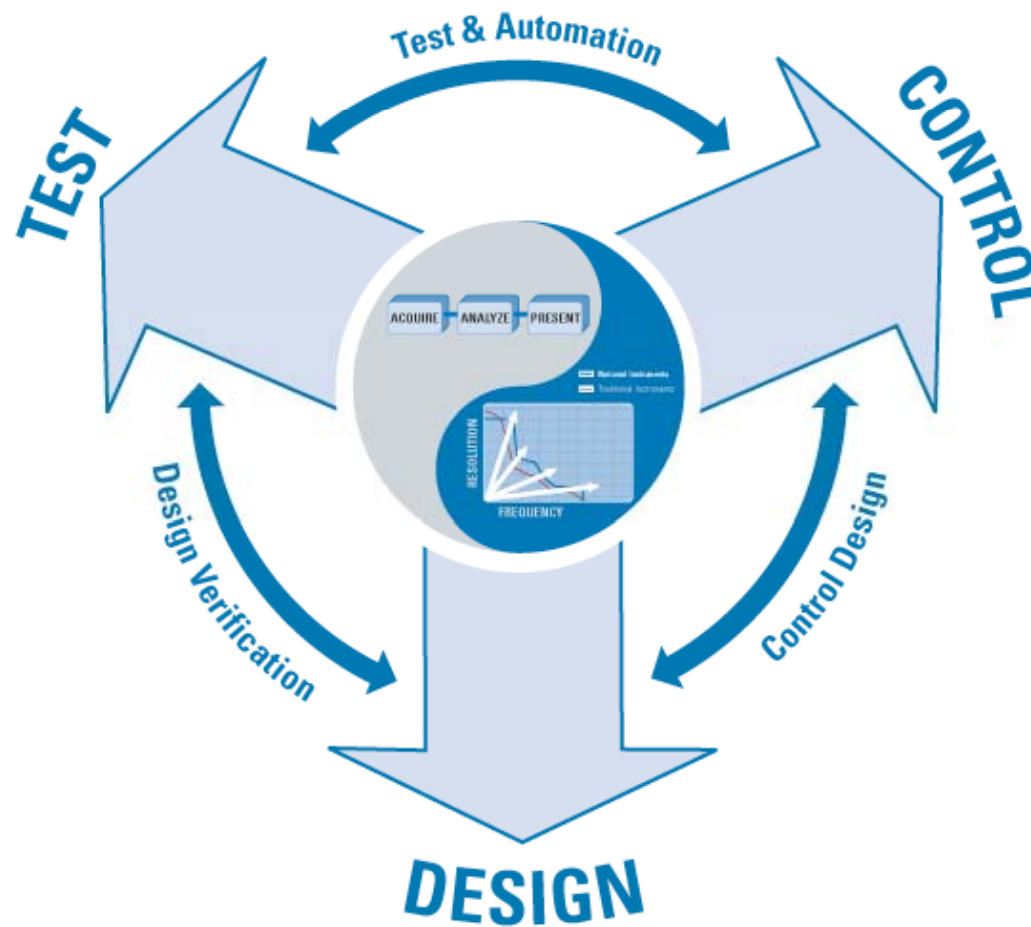 Test & Automation
TEST
CONTROL
ACQUIRE ANALYZE PRESENT
National Instruments
Traditional Instruments
RESOLUTION
FREQUENCY
Design Verification
Control Design
DESIGN